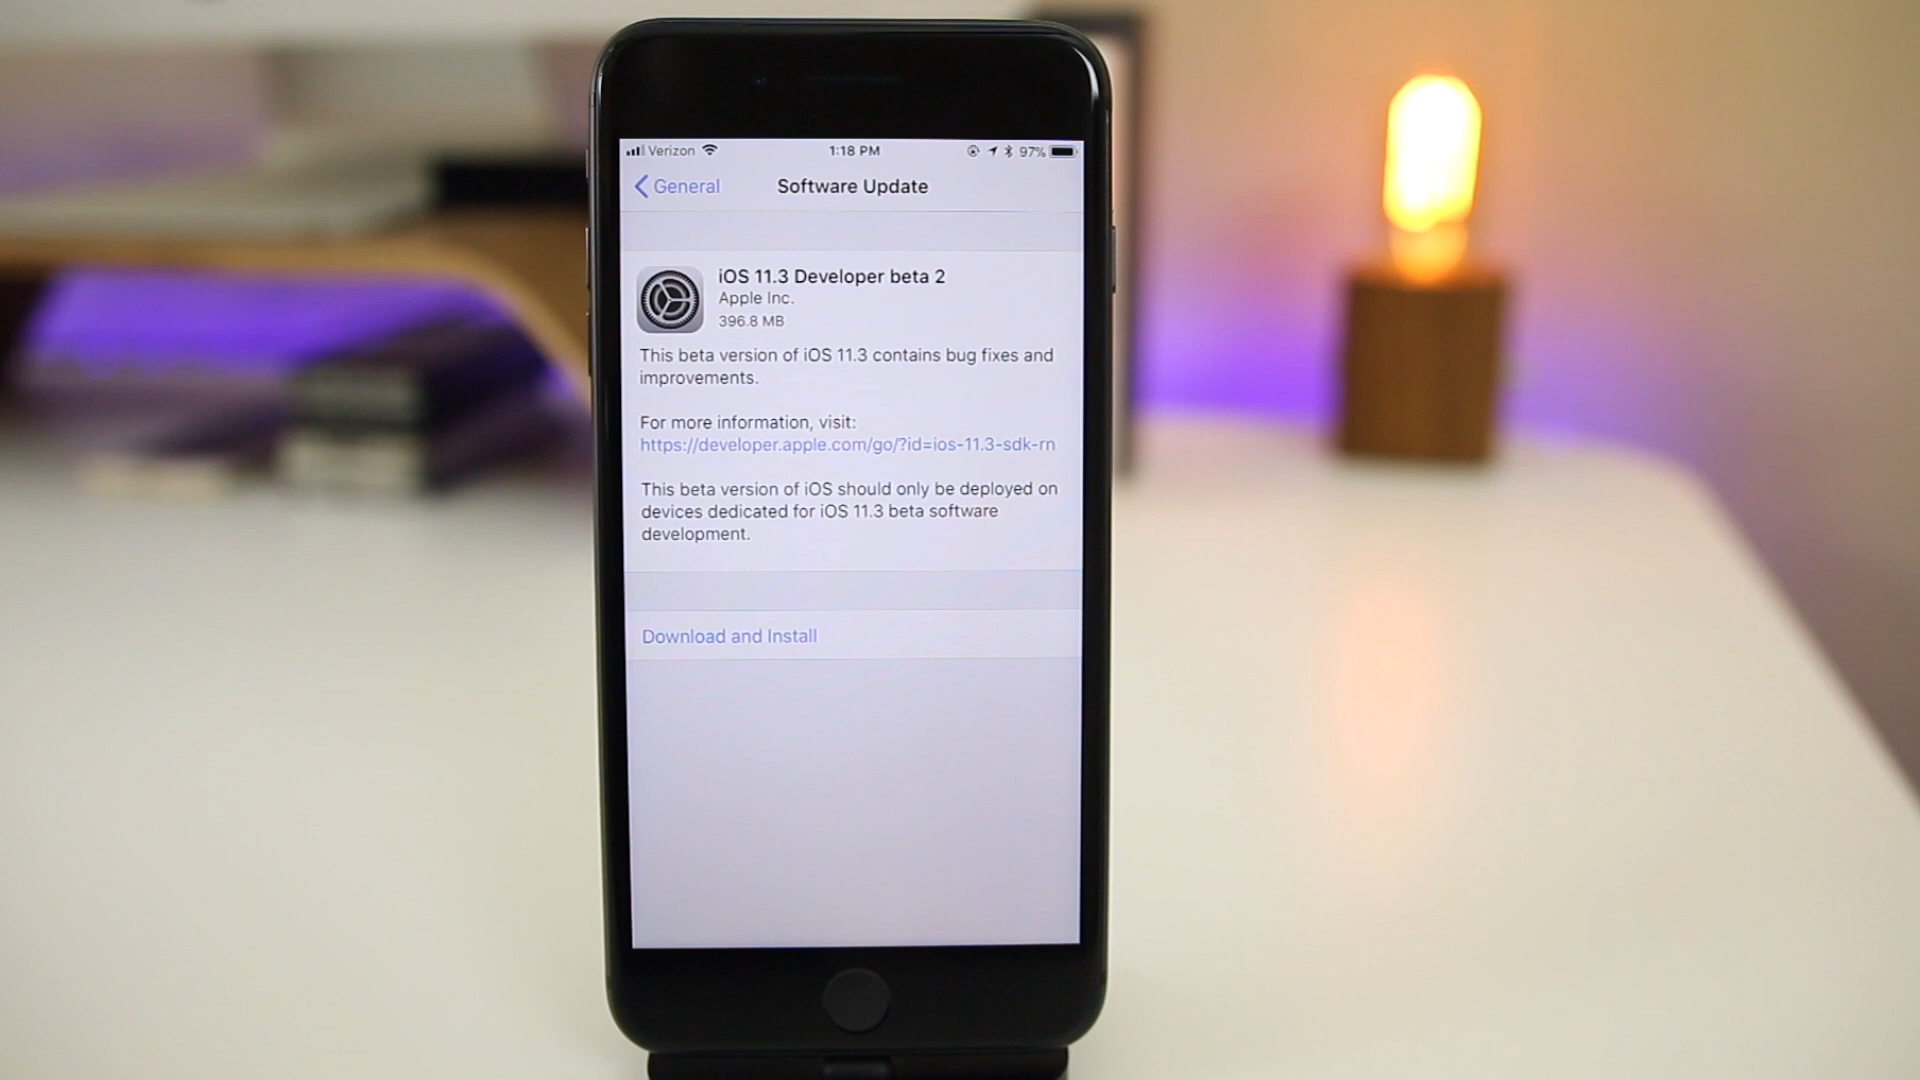 Verizon 1:18 PM 97%
General Software Update
iOS 11.3 Developer beta 2
Apple Inc.
396.8 MB
This beta version of iOS 11.3 contains bug fixes and
improvements.
For more information, visit:
https://developer.apple.com/go/?id=ios-11.3-sdk-rn
This beta version of iOS should only be deployed on
devices dedicated for iOS 11.3 beta software
development.
Download and Install